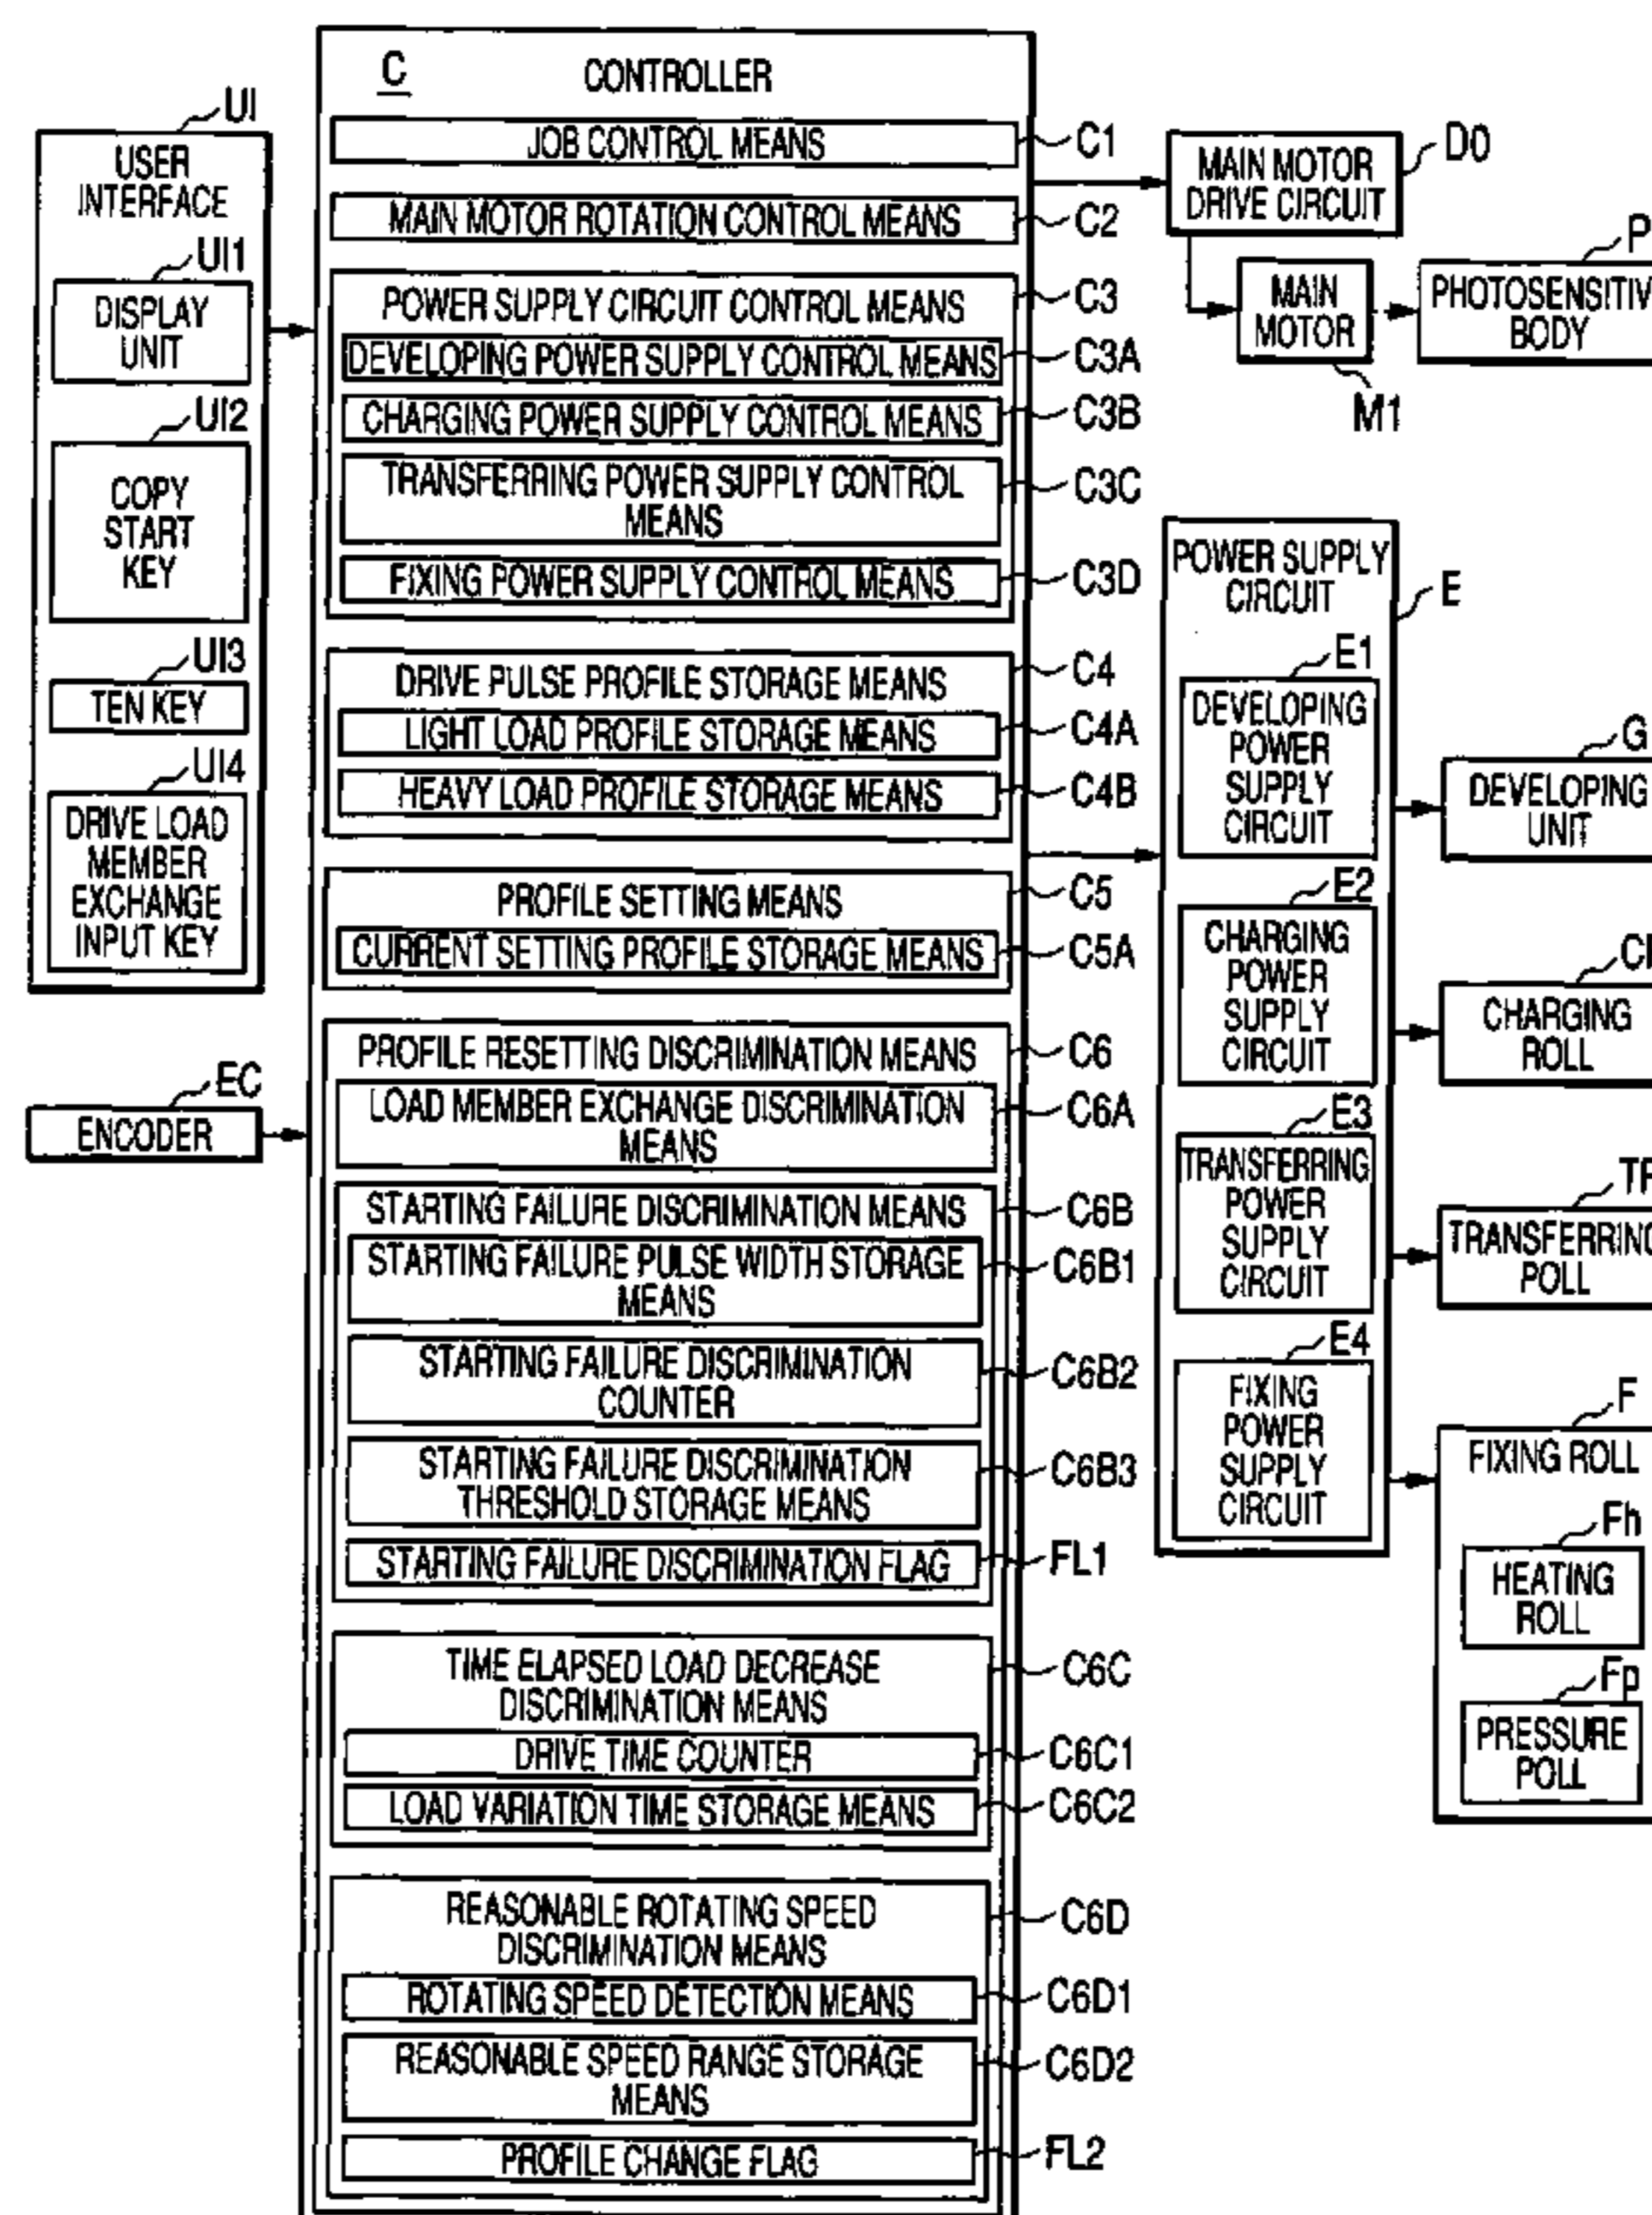 C
CONTROLLER
JOB CONTROL MEANS
C1
MAIN MOTOR ROTATION CONTROL MEANS
C2
POWER SUPPLY CIRCUIT CONTROL MEANS
C3
DEVELOPING POWER SUPPLY CONTROL MEANS
C3A
CHARGING POWER SUPPLY CONTROL MEANS
C3B
TRANSFERRING POWER SUPPLY CONTROL
MEANS
C3C
FIXING POWER SUPPLY CONTROL MEANS
C3D
DRIVE PULSE PROFILE STORAGE MEANS
C4
LIGHT LOAD PROFILE STORAGE MEANS
C4A
HEAVY LOAD PROFILE STORAGE MEANS
C4B
PROFILE SETTING MEANS
C5
CURRENT SETTING PROFILE STORAGE MEANS
C5A
PROFILE RESETTING DISCRIMINATION MEANS
C6
LOAD MEMBER EXCHANGE DISCRIMINATION
MEANS
C6A
STARTING FAILURE DISCRIMINATION MEANS
C6B
STARTING FAILURE PULSE WIDTH STORAGE
MEANS
C6B1
STARTING FAILURE DISCRIMINATION
COUNTER
C6B2
STARTING FAILURE DISCRIMINATION
THRESHOLD STORAGE MEANS
C6B3
STARTING FAILURE DISCRIMINATION FLAG
FL1
TIME ELAPSED LOAD DECREASE
DISCRIMINATION MEANS
C6C
DRIVE TIME COUNTER
C6C1
LOAD VARIATION TIME STORAGE MEANS
C6C2
REASONABLE ROTATING SPEED
DISCRIMINATION MEANS
C6D
ROTATING SPEED DETECTION MEANS
C6D1
REASONABLE SPEED RANGE STORAGE
MEANS
C6D2
PROFILE CHANGE FLAG
FL2
UI
USER
INTERFACE
UI1
DISPLAY
UNIT
UI2
COPY
START
KEY
UI3
TEN KEY
UI4
DRIVE LOAD
MEMBER
EXCHANGE
INPUT KEY
EC
ENCODER
D0
MAIN MOTOR
DRIVE CIRCUIT
MAIN
MOTOR
M1
P
PHOTOSENSITIV
BODY
E
POWER SUPPLY
CIRCUIT
E1
DEVELOPING
POWER
SUPPLY
CIRCUIT
E2
CHARGING
POWER
SUPPLY
CIRCUIT
E3
TRANSFERRING
POWER
SUPPLY
CIRCUIT
E4
FIXING
POWER
SUPPLY
CIRCUIT
G
DEVELOPING
UNIT
CHARGING
ROLL
TRANSFERRING
POLL
F
FIXING ROLL
Fh
HEATING
ROLL
Fp
PRESSURE
POLL